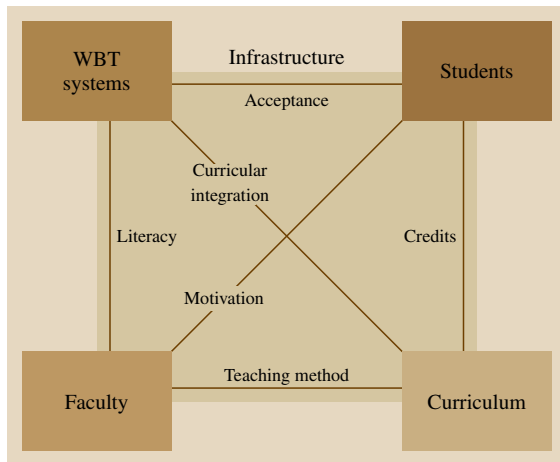 WBT
systems
Infrastructure
Acceptance
Students
Curricular
integration
Literacy
Credits
Motivation
Faculty
Teaching method
Curriculum